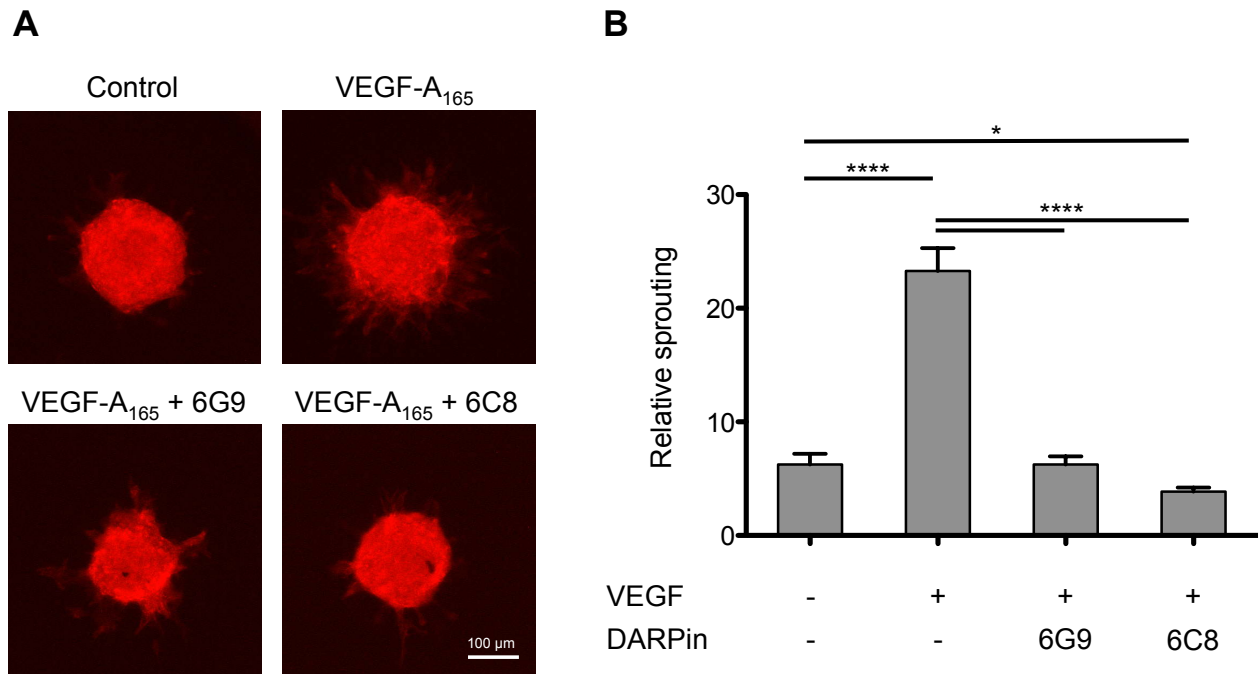 A
Control
VEGF-A₁₆₅
VEGF-A₁₆₅ + 6G9
VEGF-A₁₆₅ + 6C8
100 µm
B
*
****
****
30
20
10
0
Relative sprouting
VEGF - + + +
DARPin - - 6G9 6C8